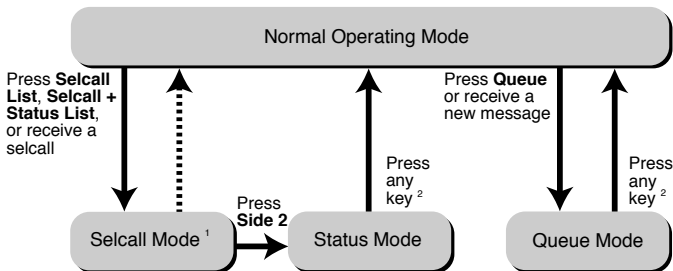 Normal Operating Mode
Press Selcall
List, Selcall +
Status List,
or receive a
selcall
Press Queue
or receive a
new message
Press
any
key 2
Press
any
key 2
Press
Side 2
Selcall Mode 1
Status Mode
Queue Mode